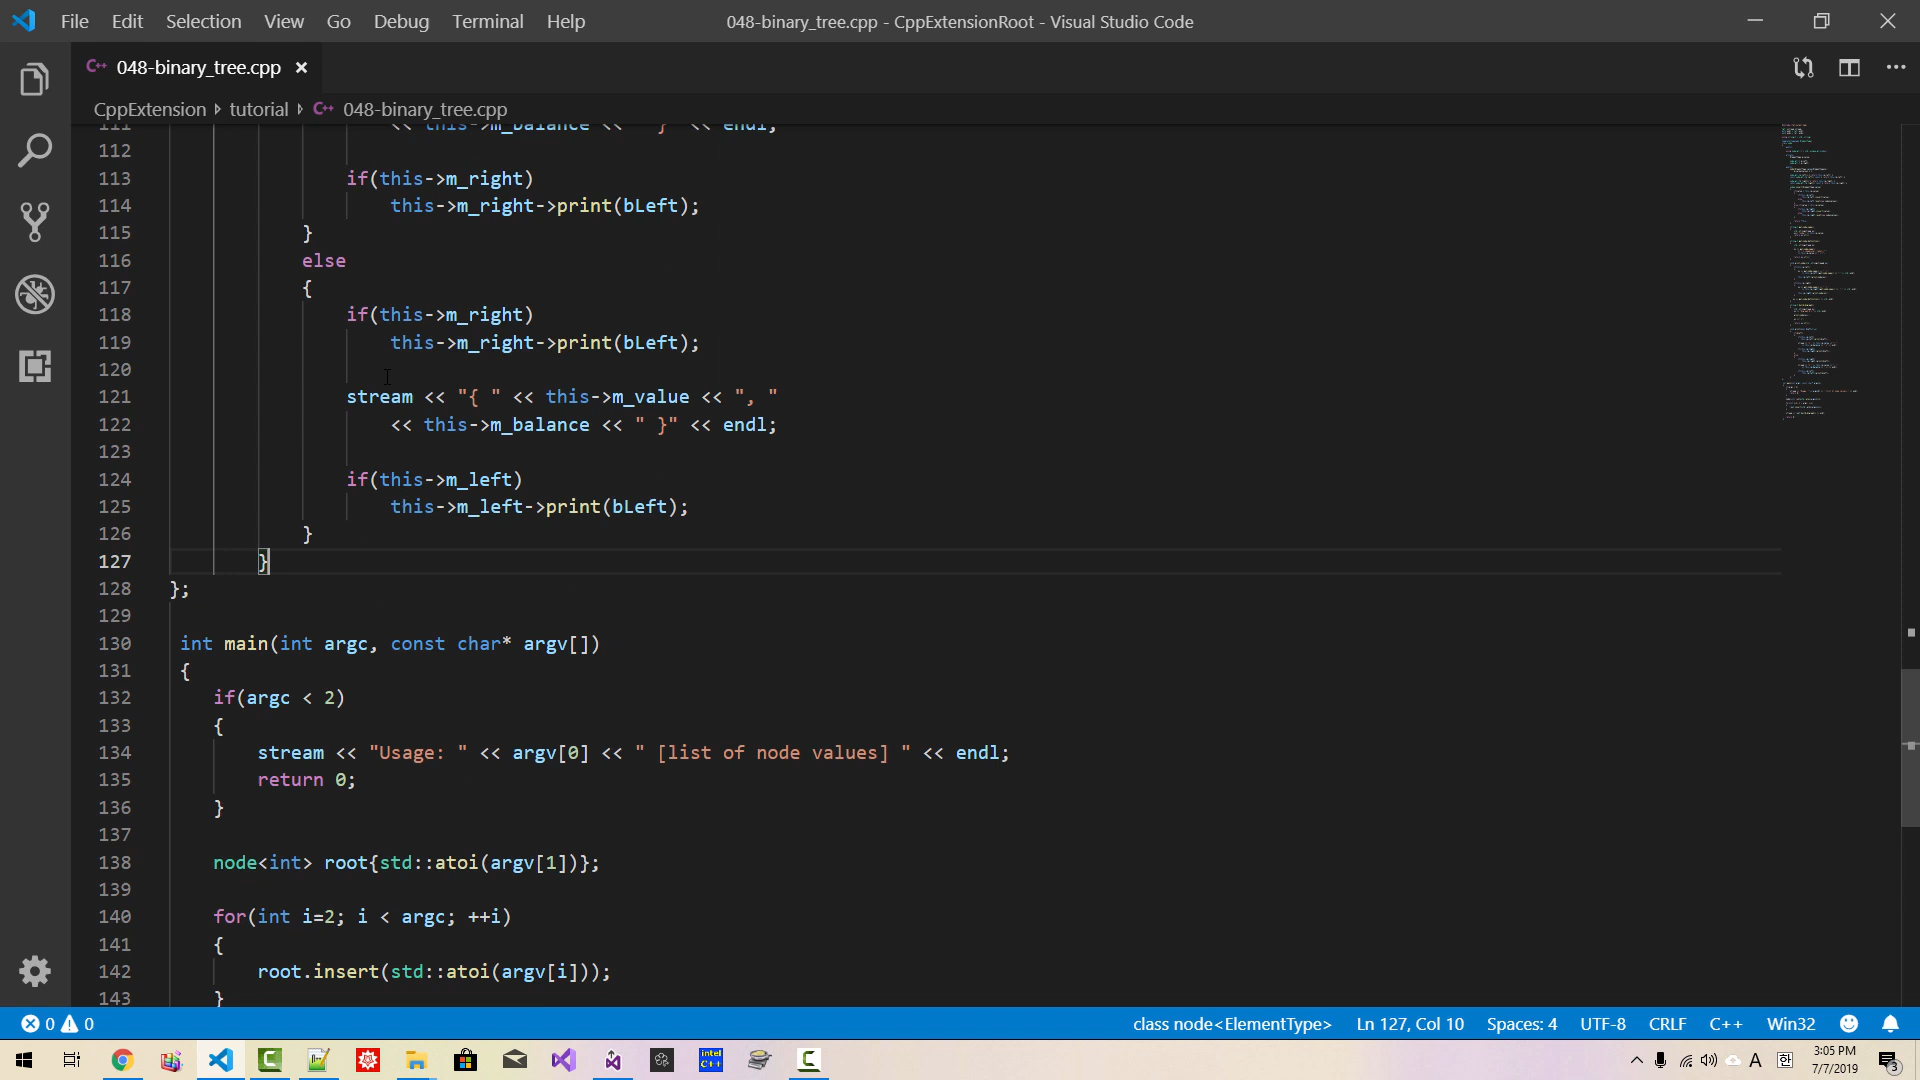 File Edit Selection View Go Debug Terminal Help 048-binary_tree.cpp - CppExtensionRoot - Visual Studio Code
C++ 048-binary_tree.cpp
CppExtension tutorial C++ 048-binary_tree.cpp
111 << this->m_balance << " }" << endl;
112
113 if(this->m_right)
114 this->m_right->print(bLeft);
115 }
116 else
117 {
118 if(this->m_right)
119 this->m_right->print(bLeft);
120
121 stream << "{ " << this->m_value << ", "
122 << this->m_balance << " }" << endl;
123
124 if(this->m_left)
125 this->m_left->print(bLeft);
126 }
127 }
128 };
129
130 int main(int argc, const char* argv[])
131 {
132 if(argc < 2)
133 {
134 stream << "Usage: " << argv[0] << " [list of node values] " << endl;
135 return 0;
136 }
137
138 node<int> root{std::atoi(argv[1])};
139
140 for(int i=2; i < argc; ++i)
141 {
142 root.insert(std::atoi(argv[i]));
143 }
0 0 class node<ElementType> Ln 127, Col 10 Spaces: 4 UTF-8 CRLF C++ Win32
intel C++ A 한 3:05 PM
7/7/2019 3